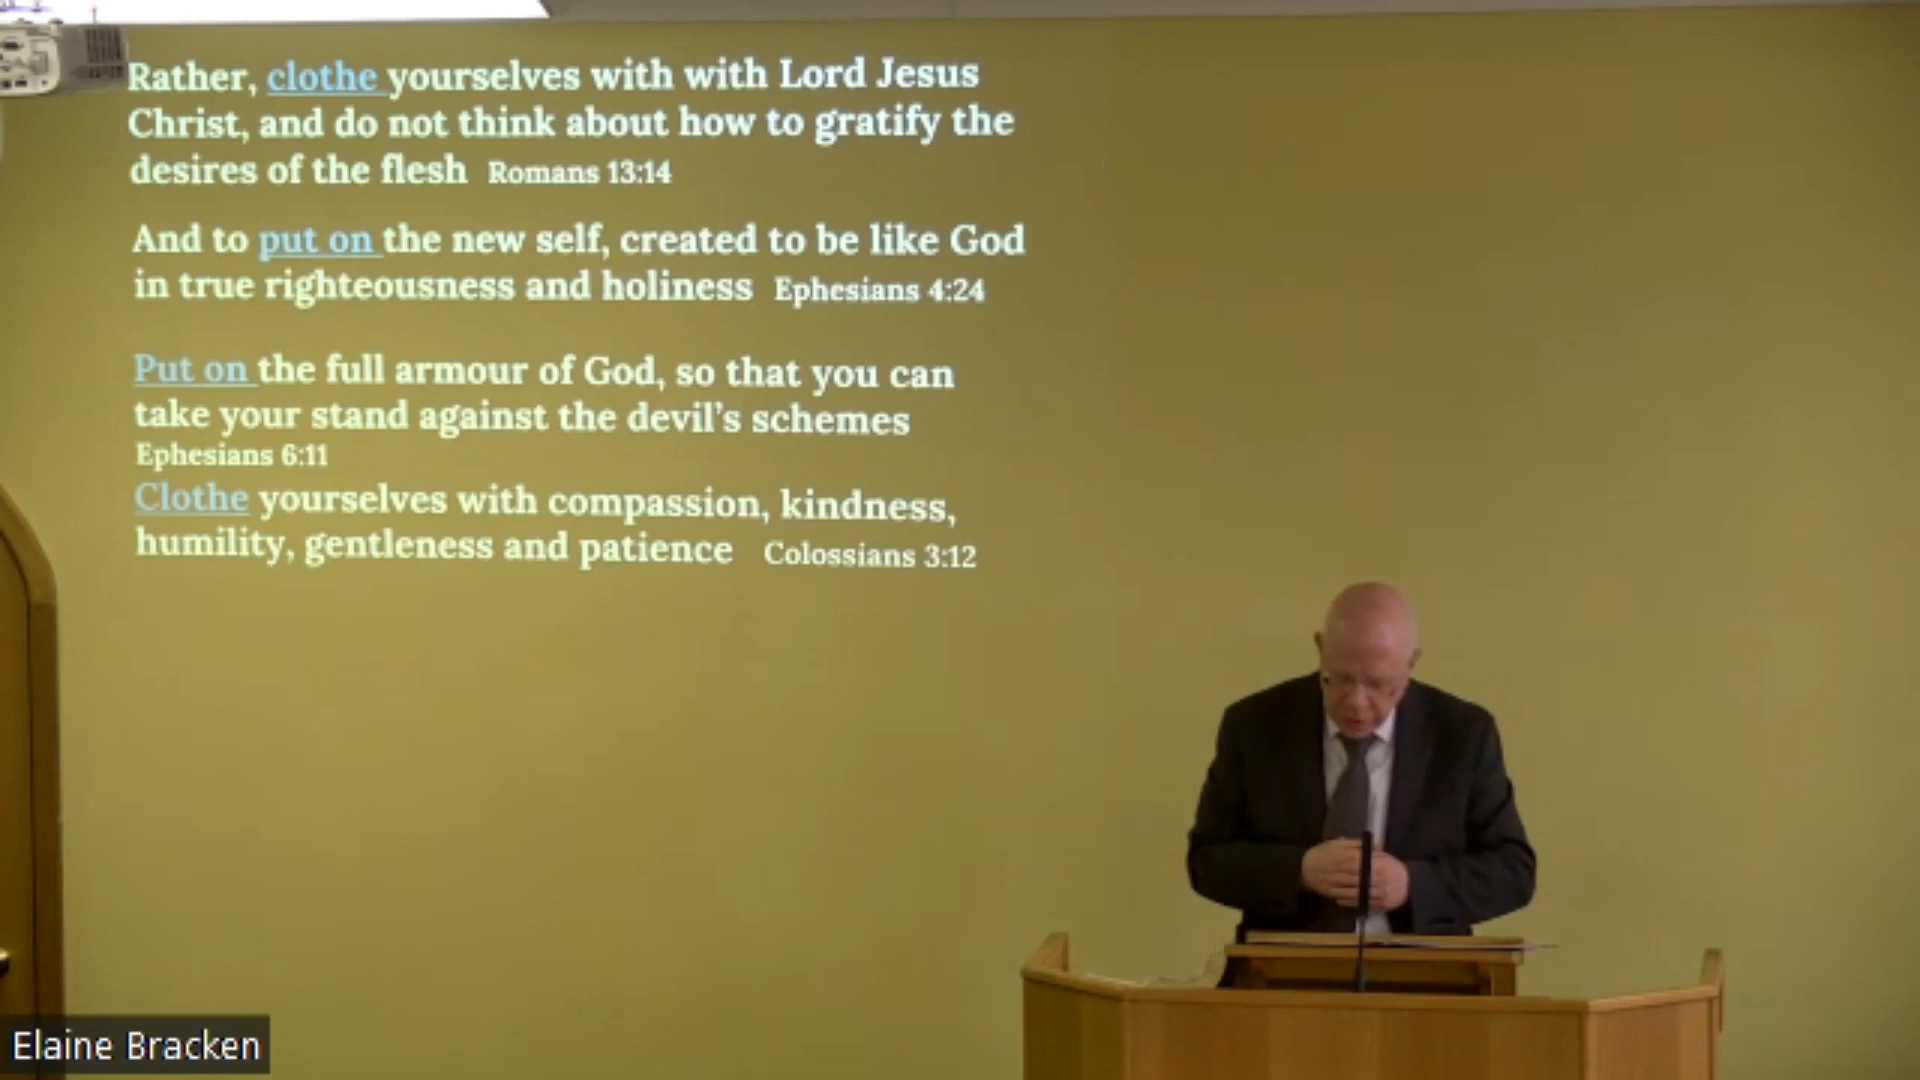 Rather, clothe yourselves with with Lord Jesus
Christ, and do not think about how to gratify the
desires of the flesh Romans 13:14
And to put on the new self, created to be like God
in true righteousness and holiness Ephesians 4:24
Put on the full armour of God, so that you can
take your stand against the devil's schemes
Ephesians 6:11
Clothe yourselves with compassion, kindness,
humility, gentleness and patience Colossians 3:12
Elaine Bracken